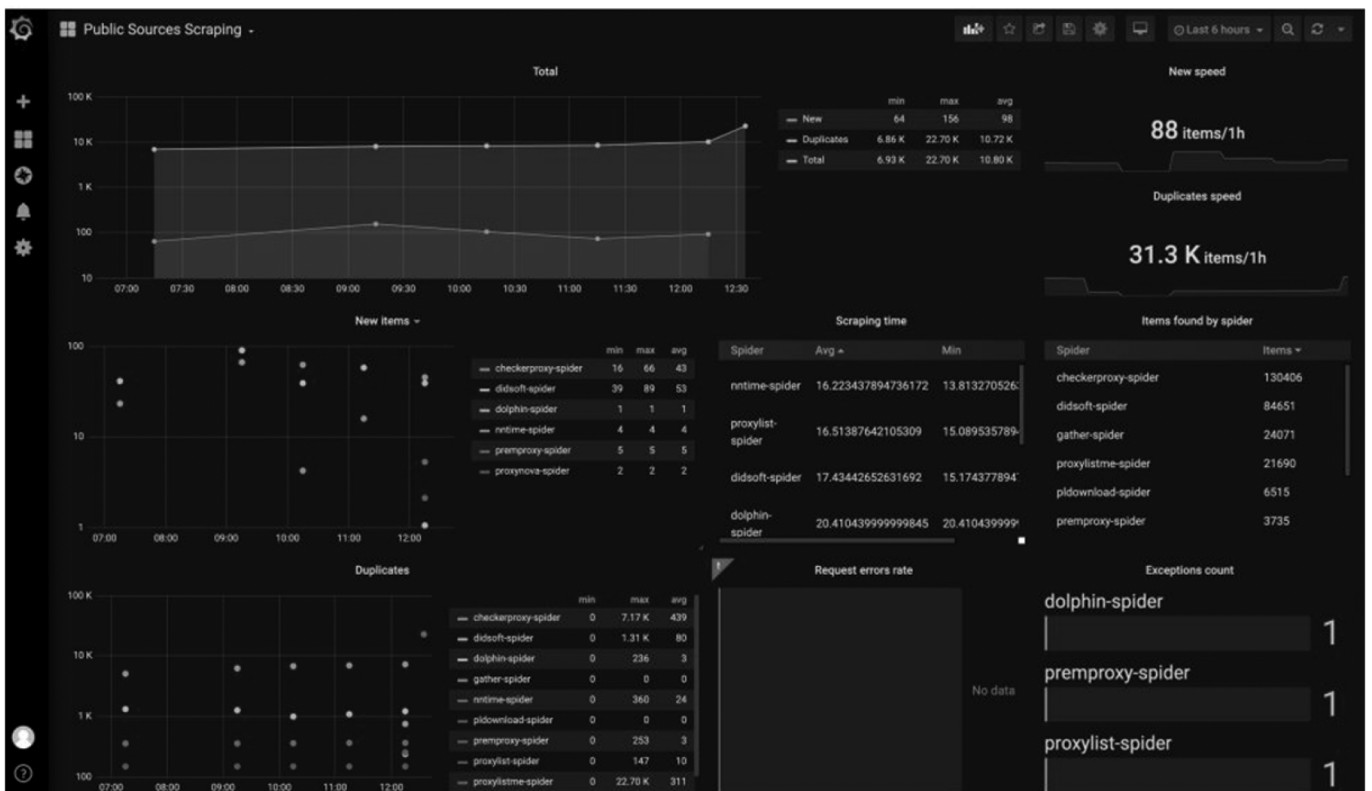 Public Sources Scraping
Last 6 hours
Total
100 K
10 K
1 K
100
10
07:00 07:30 08:00 08:30 09:00 09:30 10:00 10:30 11:00 11:30 12:00 12:30
min max avg
New 64 156 98
Duplicates 6.86 K 22.70 K 10.72 K
Total 6.93 K 22.70 K 10.80 K
New speed
88 items/1h
Duplicates speed
31.3 K items/1h
New items
100
10
1
07:00 08:00 09:00 10:00 11:00 12:00
min max avg
checkerproxy-spider 16 66 43
didsoft-spider 39 89 53
dolphin-spider 1 1 1
nntime-spider 4 4 4
premproxy-spider 5 5 5
proxynova-spider 2 2 2
Scraping time
Spider Avg Min
nntime-spider 16.223437894736172 13.8132705263
proxylist-
spider 16.51387642105309 15.089535789
didsoft-spider 17.43442652631692 15.174377894
dolphin-
spider 20.410439999999845 20.410439999
Items found by spider
Spider Items
checkerproxy-spider 130406
didsoft-spider 84651
gather-spider 24071
proxylistme-spider 21690
pldownload-spider 6515
premproxy-spider 3735
Duplicates
100 K
10 K
1 K
100
07:00 08:00 09:00 10:00 11:00 12:00
min max avg
checkerproxy-spider 0 7.17 K 439
didsoft-spider 0 1.31 K 80
dolphin-spider 0 236 3
gather-spider 0 0 0
nntime-spider 0 360 24
pldownload-spider 0 0 0
premproxy-spider 0 253 3
proxylist-spider 0 147 10
proxylistme-spider 0 22.70 K 311
!
Request errors rate
No data
Exceptions count
dolphin-spider
1
premproxy-spider
1
proxylist-spider
1